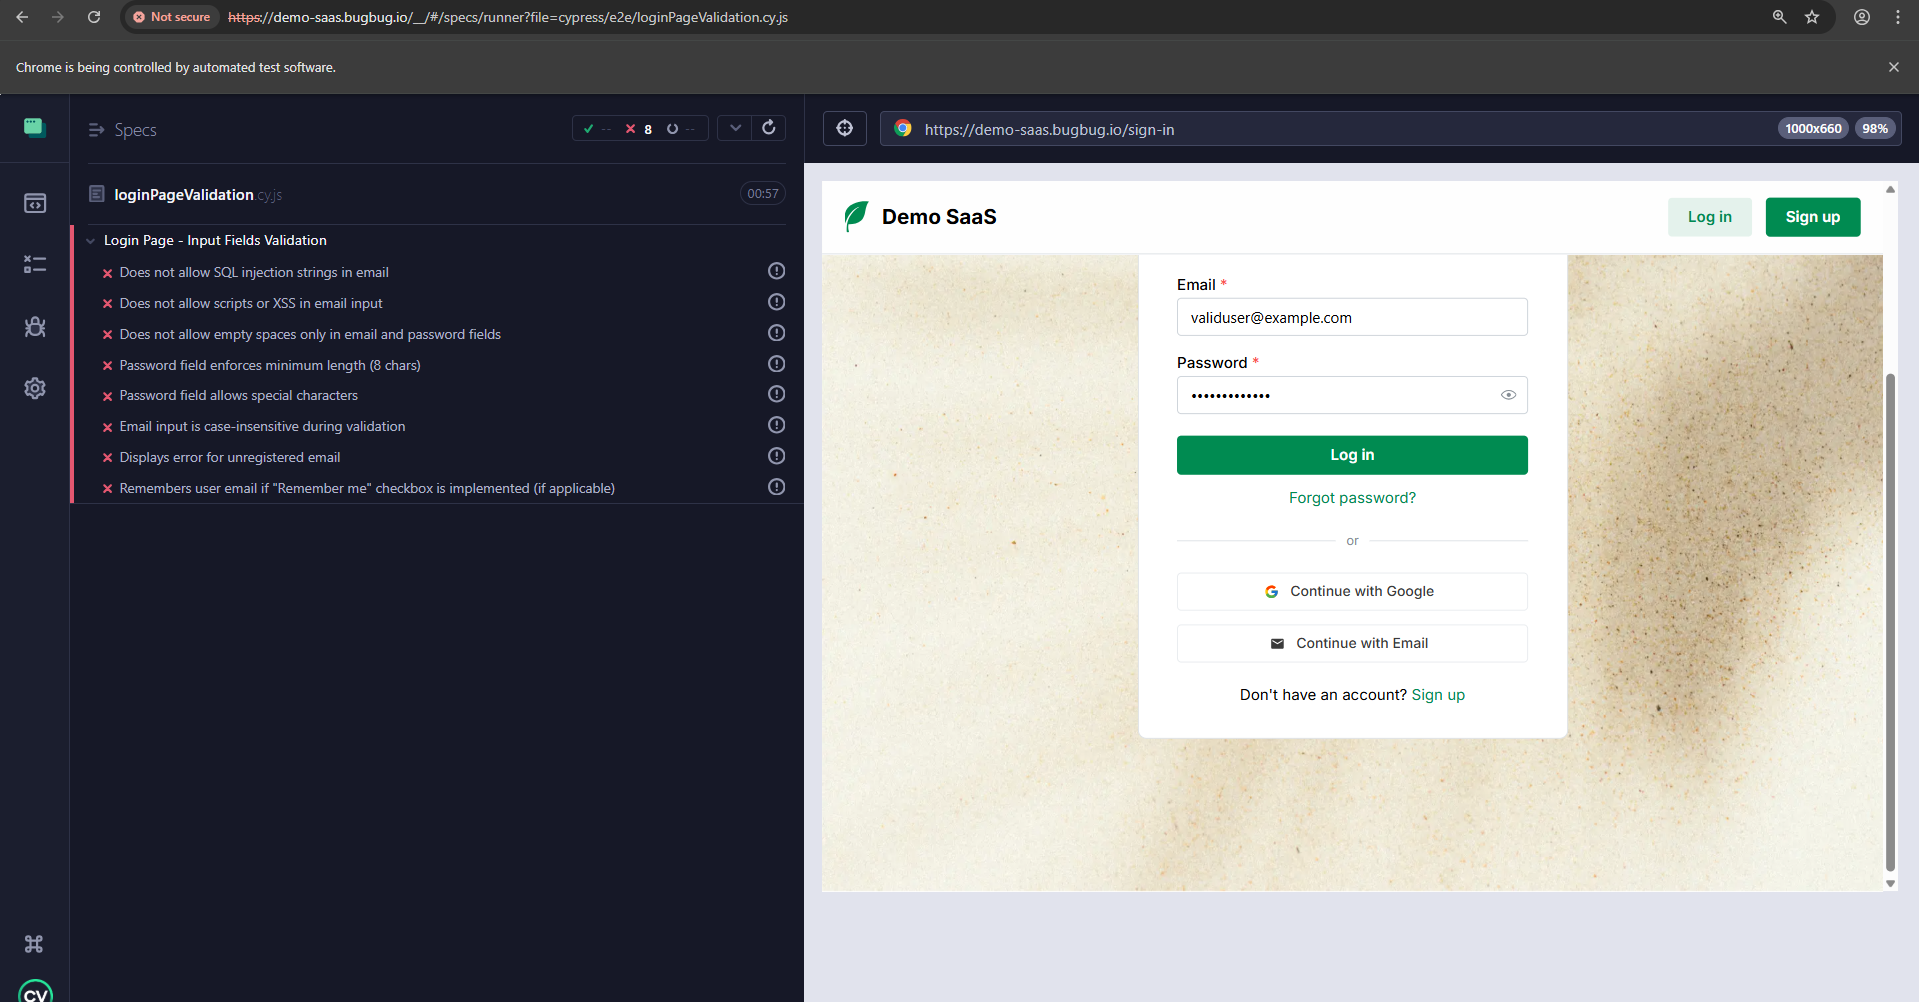 Not secure https://demo-saas.bugbug.io/__/#/specs/runner?file=cypress/e2e/loginPageValidation.cy.js
Chrome is being controlled by automated test software.
Specs
-- 8 --
https://demo-saas.bugbug.io/sign-in
1000x660 98%
loginPageValidation.cy.js
00:57
Login Page - Input Fields Validation
Does not allow SQL injection strings in email
Does not allow scripts or XSS in email input
Does not allow empty spaces only in email and password fields
Password field enforces minimum length (8 chars)
Password field allows special characters
Email input is case-insensitive during validation
Displays error for unregistered email
Remembers user email if "Remember me" checkbox is implemented (if applicable)
CV
Demo SaaS
Log in
Sign up
Email *
validuser@example.com
Password *
•••••••••••••
Log in
Forgot password?
or
Continue with Google
Continue with Email
Don't have an account? Sign up